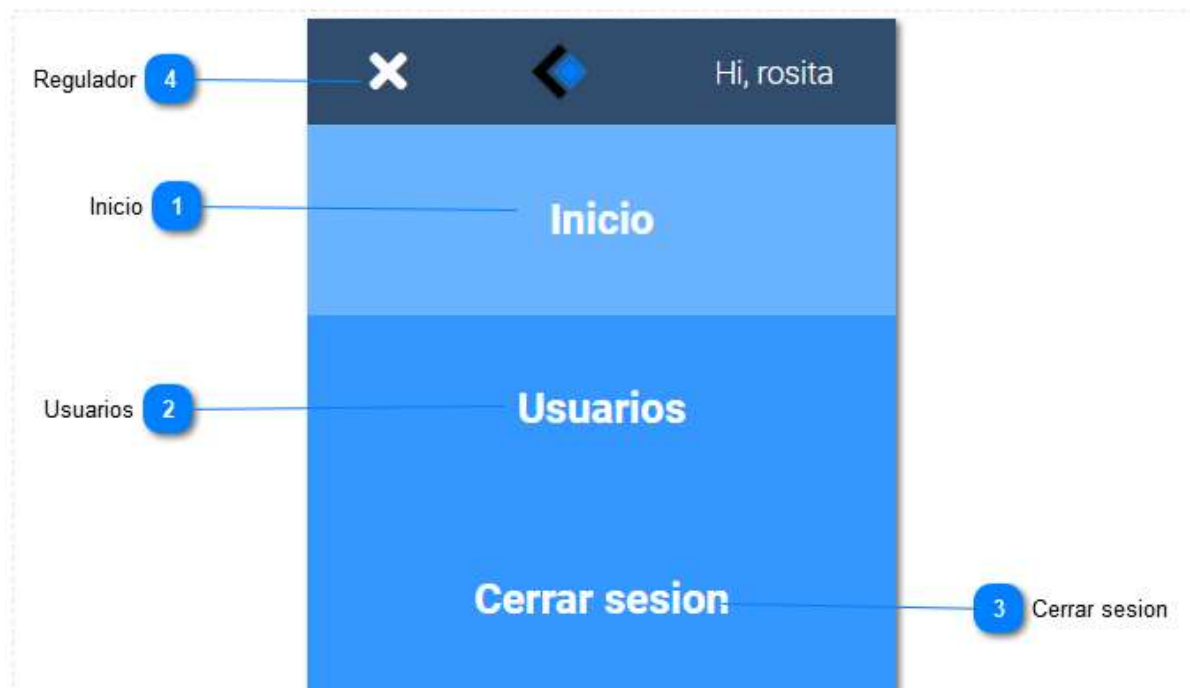 Regulador 4
Hi, rosita
Inicio 1
Inicio
Usuarios 2
Usuarios
Cerrar sesion
3 Cerrar sesion